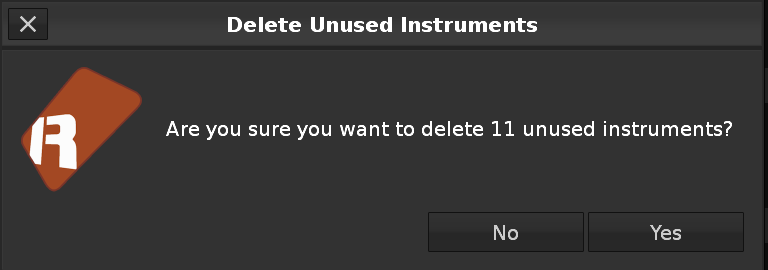 Delete Unused Instruments
R
Are you sure you want to delete 11 unused instruments?
No
Yes